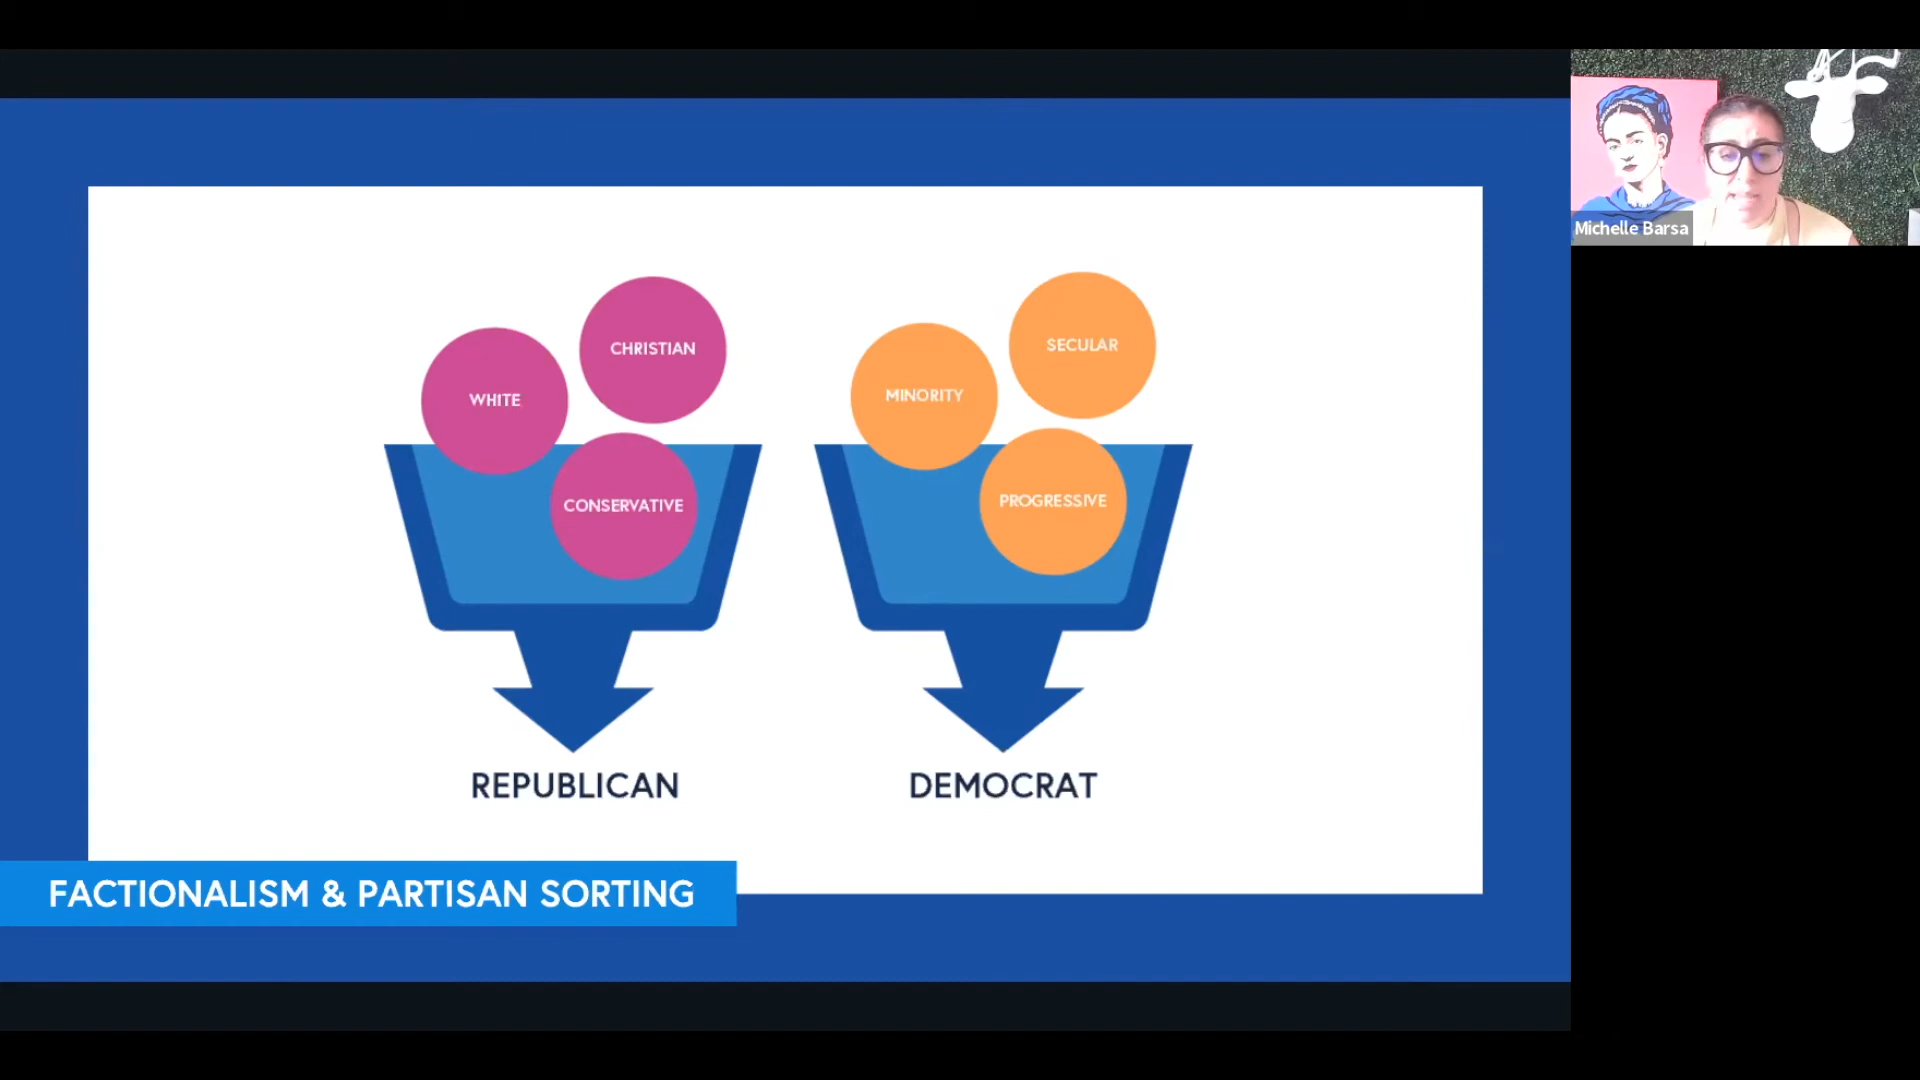 Michelle Barsa
CHRISTIAN
WHITE
CONSERVATIVE
SECULAR
MINORITY
PROGRESSIVE
REPUBLICAN
DEMOCRAT
FACTIONALISM & PARTISAN SORTING